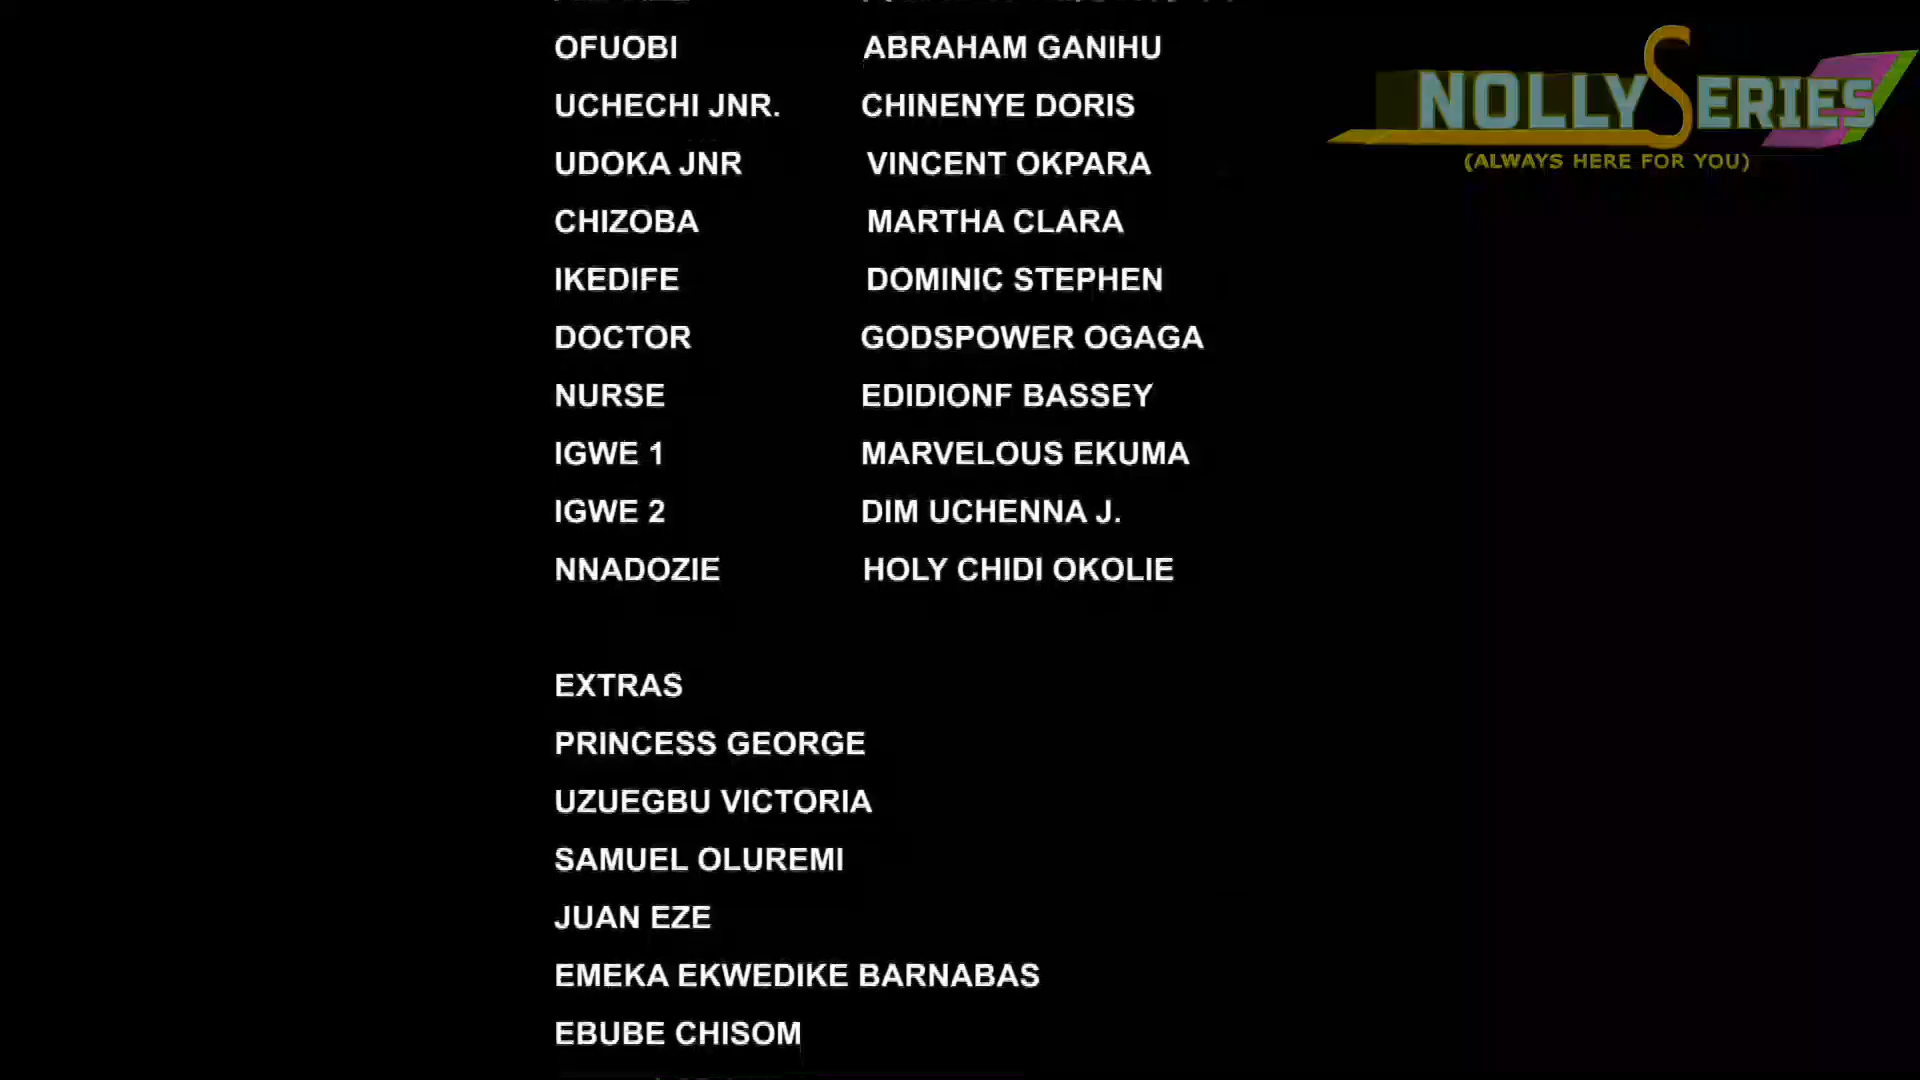 OFUOBI ABRAHAM GANIHU
UCHECHI JNR. CHINENYE DORIS
UDOKA JNR VINCENT OKPARA
CHIZOBA MARTHA CLARA
IKEDIFE DOMINIC STEPHEN
DOCTOR GODSPOWER OGAGA
NURSE EDIDIONF BASSEY
IGWE 1 MARVELOUS EKUMA
IGWE 2 DIM UCHENNA J.
NNADOZIE HOLY CHIDI OKOLIE
EXTRAS
PRINCESS GEORGE
UZUEGBU VICTORIA
SAMUEL OLUREMI
JUAN EZE
EMEKA EKWEDIKE BARNABAS
EBUBE CHISOM
NOLLYSERIES
(ALWAYS HERE FOR YOU)